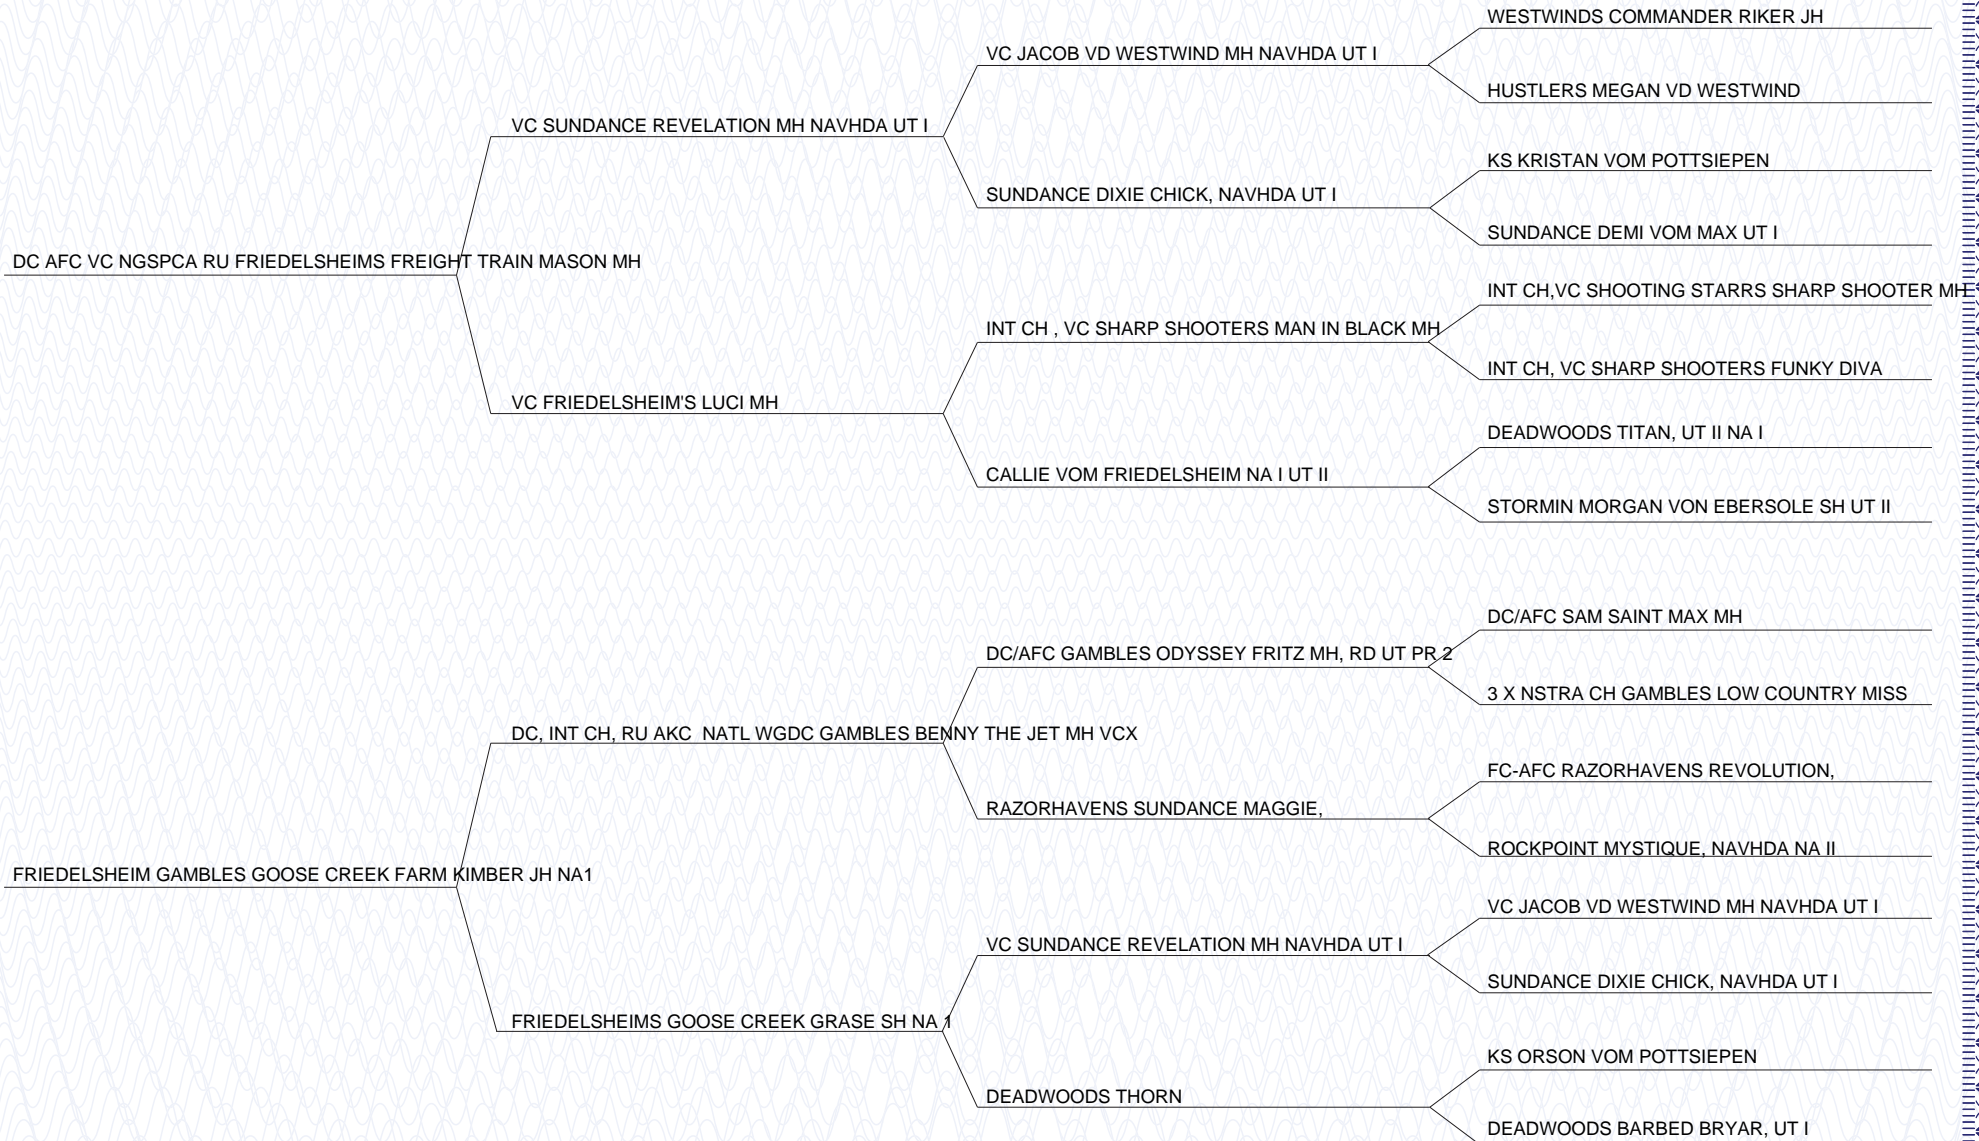 WESTWINDS COMMANDER RIKER JH
VC JACOB VD WESTWIND MH NAVHDA UT I
HUSTLERS MEGAN VD WESTWIND
VC SUNDANCE REVELATION MH NAVHDA UT I
KS KRISTAN VOM POTTSIEPEN
SUNDANCE DIXIE CHICK, NAVHDA UT I
SUNDANCE DEMI VOM MAX UT I
DC AFC VC NGSPCA RU FRIEDELSHEIMS FREIGHT TRAIN MASON MH
INT CH,VC SHOOTING STARRS SHARP SHOOTER MH
INT CH , VC SHARP SHOOTERS MAN IN BLACK MH
INT CH, VC SHARP SHOOTERS FUNKY DIVA
VC FRIEDELSHEIM'S LUCI MH
DEADWOODS TITAN, UT II NA I
CALLIE VOM FRIEDELSHEIM NA I UT II
STORMIN MORGAN VON EBERSOLE SH UT II
DC/AFC SAM SAINT MAX MH
DC/AFC GAMBLES ODYSSEY FRITZ MH, RD UT PR 2
3 X NSTRA CH GAMBLES LOW COUNTRY MISS
DC, INT CH, RU AKC  NATL WGDC GAMBLES BENNY THE JET MH VCX
FC-AFC RAZORHAVENS REVOLUTION,
RAZORHAVENS SUNDANCE MAGGIE,
ROCKPOINT MYSTIQUE, NAVHDA NA II
FRIEDELSHEIM GAMBLES GOOSE CREEK FARM KIMBER JH NA1
VC JACOB VD WESTWIND MH NAVHDA UT I
VC SUNDANCE REVELATION MH NAVHDA UT I
SUNDANCE DIXIE CHICK, NAVHDA UT I
FRIEDELSHEIMS GOOSE CREEK GRASE SH NA 1
KS ORSON VOM POTTSIEPEN
DEADWOODS THORN
DEADWOODS BARBED BRYAR, UT I